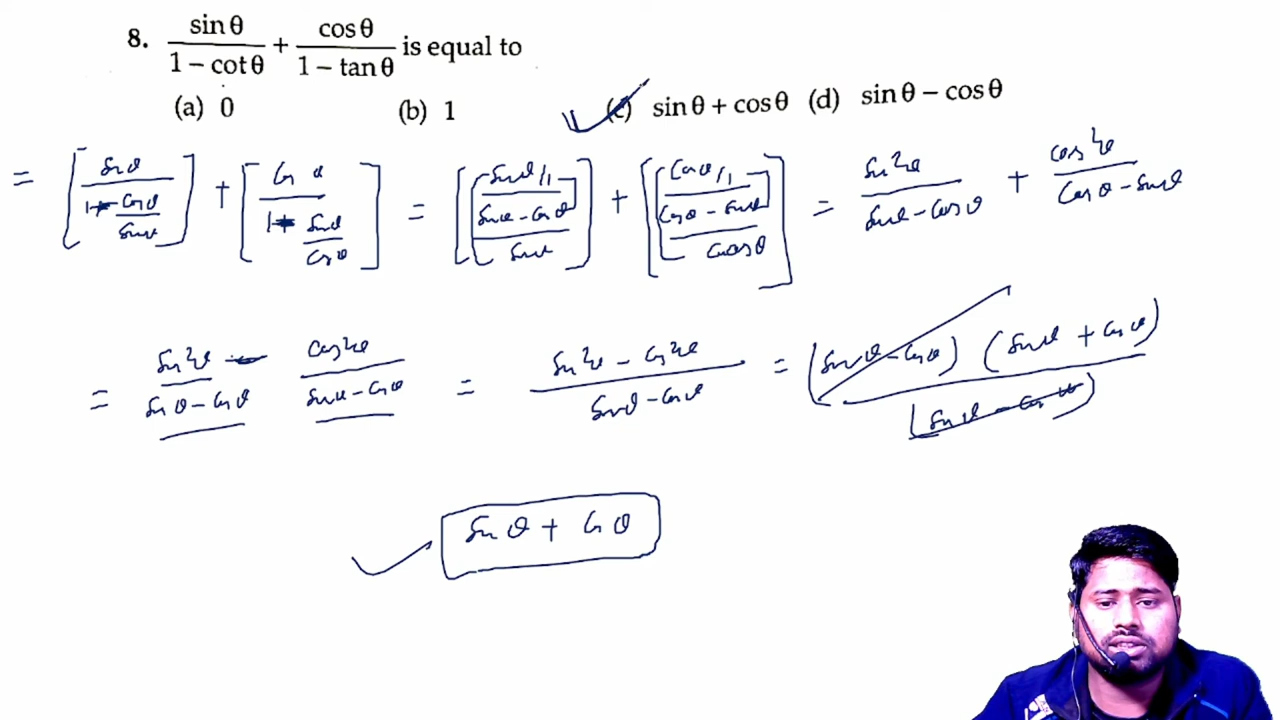 8. sinθ/(1 − cotθ) + cosθ/(1 − tanθ) is equal to
(a) 0 (b) 1 (c) sinθ + cosθ (d) sinθ − cosθ
= [sinθ/(1 − cosθ/sinθ)] + [cosθ/(1 − sinθ/cosθ)] = [(sinθ/1)/((sinθ − cosθ)/sinθ)] + [(cosθ/1)/((cosθ − sinθ)/cosθ)] = sin²θ/(sinθ − cosθ) + cos²θ/(cosθ − sinθ)
= sin²θ/(sinθ − cosθ) − cos²θ/(sinθ − cosθ) = (sin²θ − cos²θ)/(sinθ − cosθ) = (sinθ − cosθ)(sinθ + cosθ)/(sinθ − cosθ)
sinθ + cosθ